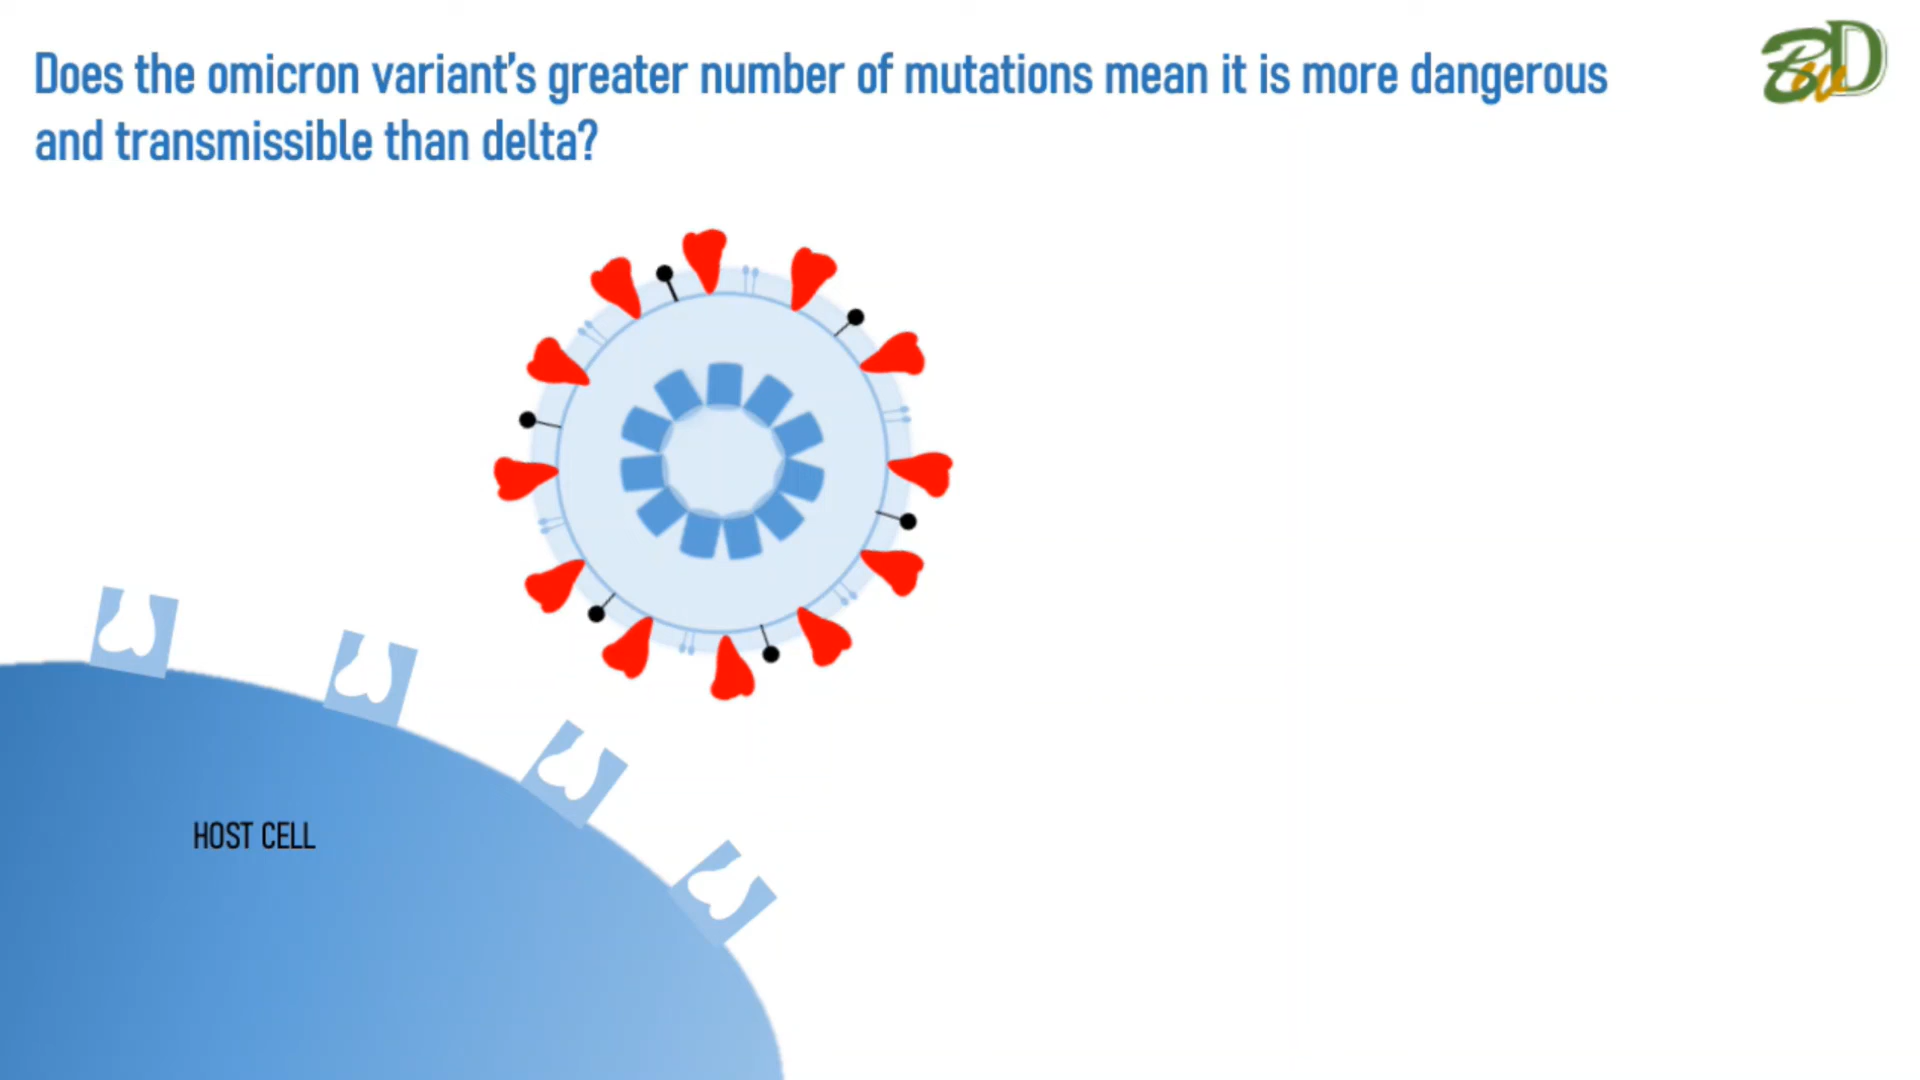 Does the omicron variant's greater number of mutations mean it is more dangerous
and transmissible than delta?
BwD
HOST CELL